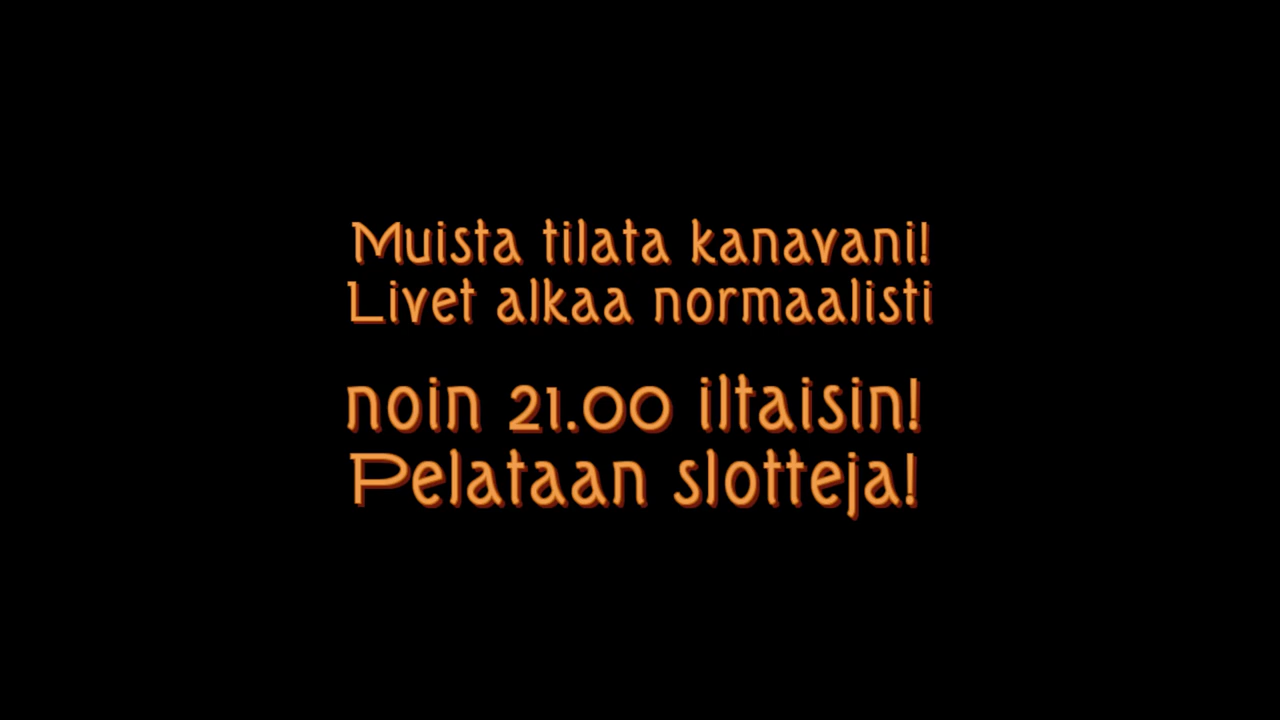 Muista tilata kanavani!
Livet alkaa normaalisti
noin 21.00 iltaisin!
Pelataan slotteja!